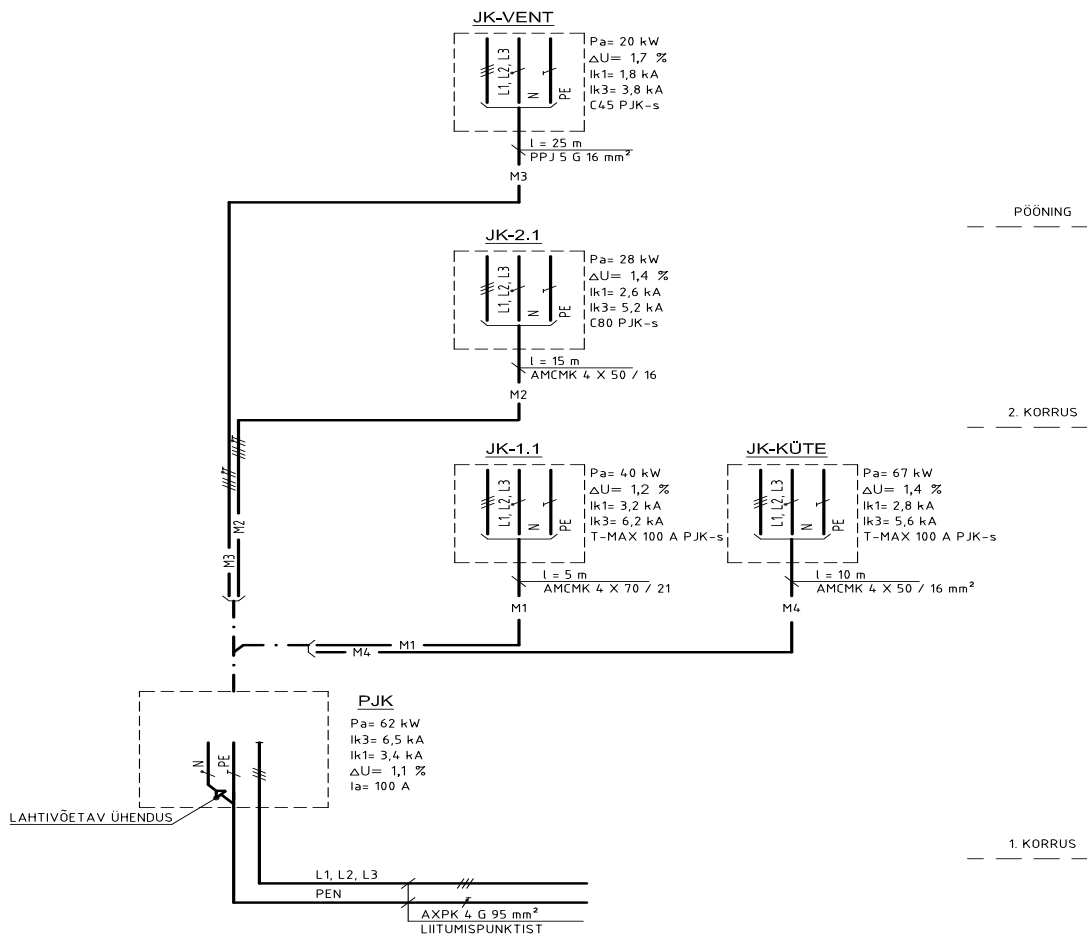 JK-VENT
L1, L2, L3
N
PE
Pa= 20 kW
△U= 1,7 %
Ik1= 1,8 kA
Ik3= 3,8 kA
C45 PJK-s
l = 25 m
PPJ 5 G 16 mm²
M3
PÖÖNING
JK-2.1
L1, L2, L3
N
PE
Pa= 28 kW
△U= 1,4 %
Ik1= 2,6 kA
Ik3= 5,2 kA
C80 PJK-s
l = 15 m
AMCMK 4 X 50 / 16
M2
2. KORRUS
JK-1.1
L1, L2, L3
N
PE
Pa= 40 kW
△U= 1,2 %
Ik1= 3,2 kA
Ik3= 6,2 kA
T-MAX 100 A PJK-s
l = 5 m
AMCMK 4 X 70 / 21
M1
JK-KÜTE
L1, L2, L3
N
PE
Pa= 67 kW
△U= 1,4 %
Ik1= 2,8 kA
Ik3= 5,6 kA
T-MAX 100 A PJK-s
l = 10 m
AMCMK 4 X 50 / 16 mm²
M4
M3
M2
M1
M4
PJK
Pa= 62 kW
Ik3= 6,5 kA
Ik1= 3,4 kA
△U= 1,1 %
Ia= 100 A
N
PE
LAHTIVÕETAV ÜHENDUS
1. KORRUS
L1, L2, L3
PEN
AXPK 4 G 95 mm²
LIITUMISPUNKTIST